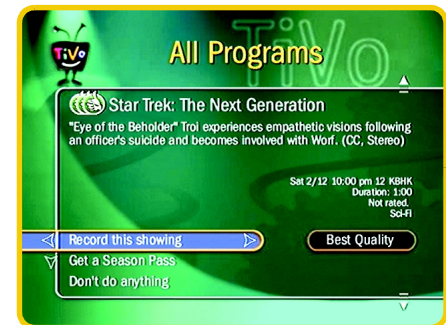 TiVo
All Programs
TiVo
Star Trek: The Next Generation
"Eye of the Beholder" Troi experiences empathetic visions following
an officer's suicide and becomes involved with Worf. (CC, Stereo)
Sat 2/12 10:00 pm 12 KBHK
Duration: 1:00
Not rated.
Sci-Fi
Record this showing
Best Quality
Get a Season Pass
Don't do anything